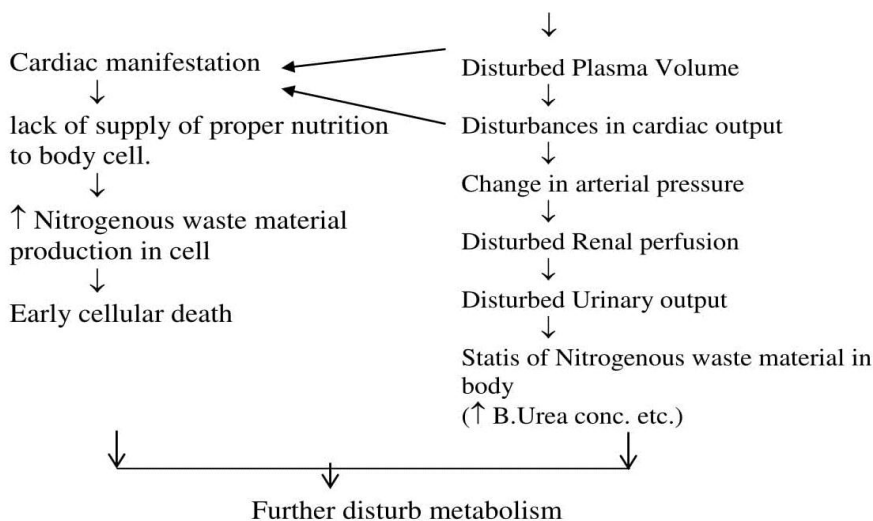 Cardiac manifestation
↓
lack of supply of proper nutrition
to body cell.
↓
↑ Nitrogenous waste material
production in cell
↓
Early cellular death
↓
Disturbed Plasma Volume
↓
Disturbances in cardiac output
↓
Change in arterial pressure
↓
Disturbed Renal perfusion
↓
Disturbed Urinary output
↓
Statis of Nitrogenous waste material in
body
(↑ B.Urea conc. etc.)
Further disturb metabolism